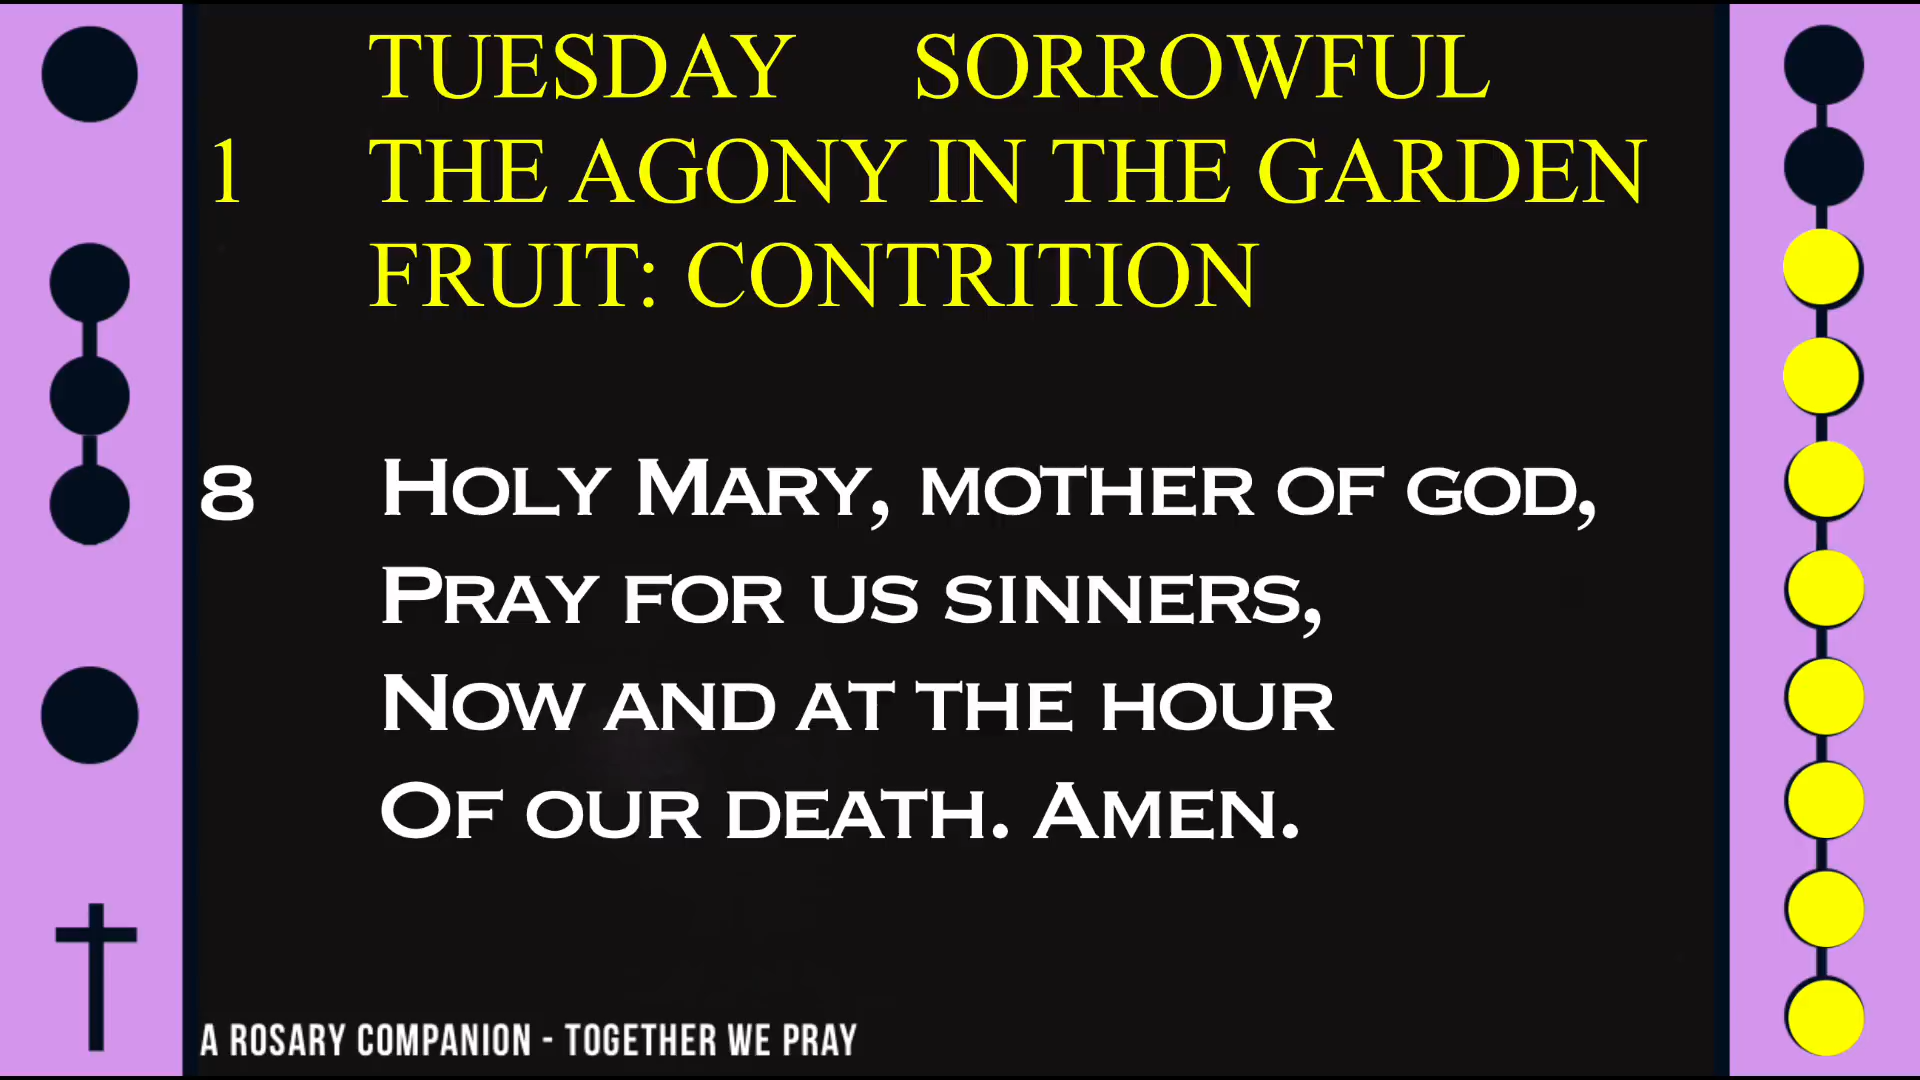 TUESDAY SORROWFUL
1 THE AGONY IN THE GARDEN
FRUIT: CONTRITION
8 HOLY MARY, MOTHER OF GOD,
PRAY FOR US SINNERS,
NOW AND AT THE HOUR
OF OUR DEATH. AMEN.
A ROSARY COMPANION - TOGETHER WE PRAY